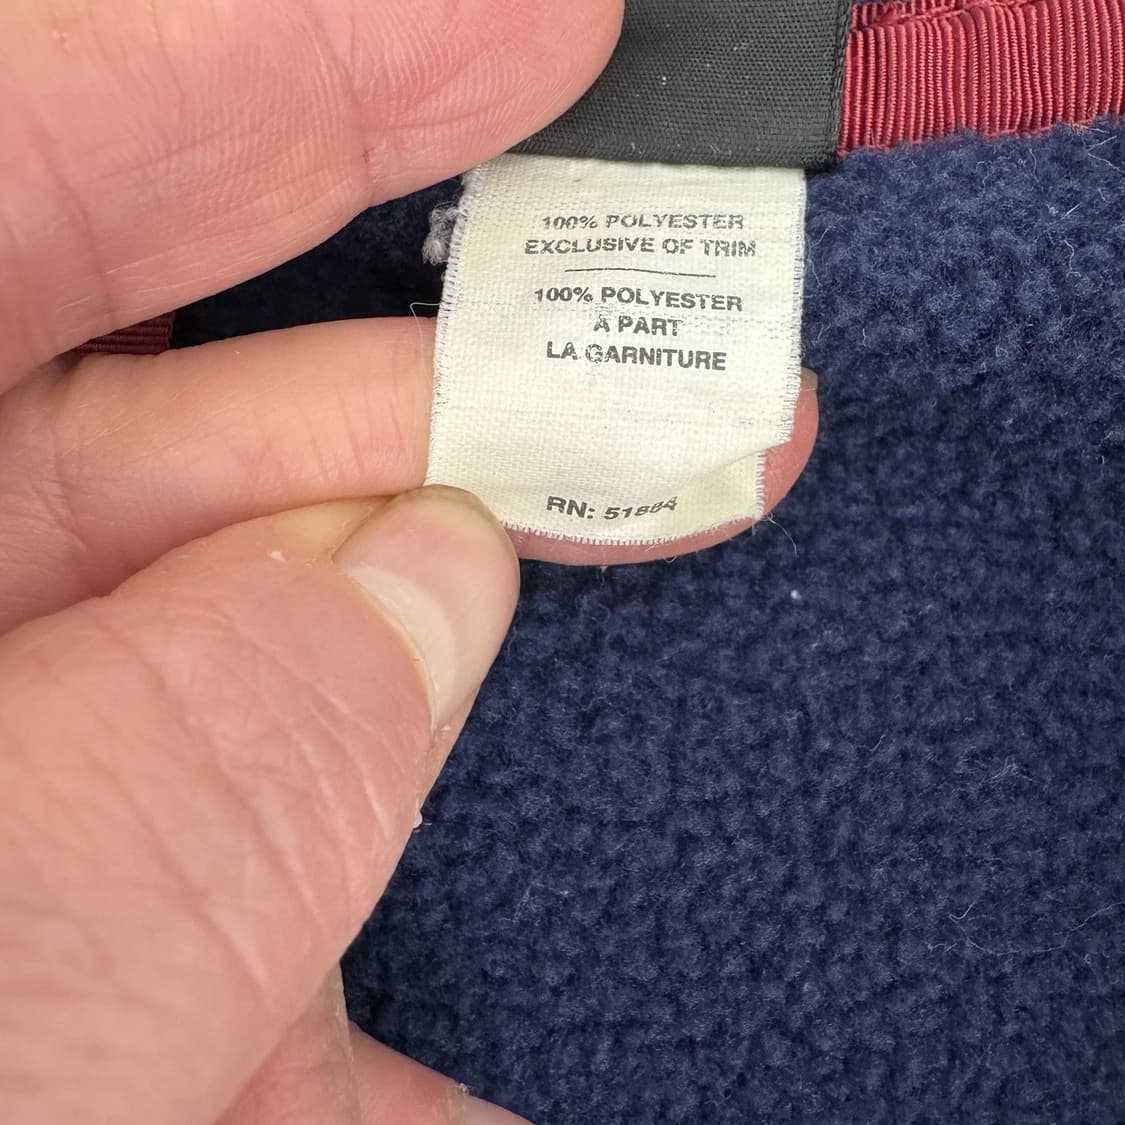 100% POLYESTER
EXCLUSIVE OF TRIM
100% POLYESTER
À PART
LA GARNITURE
RN: 51884